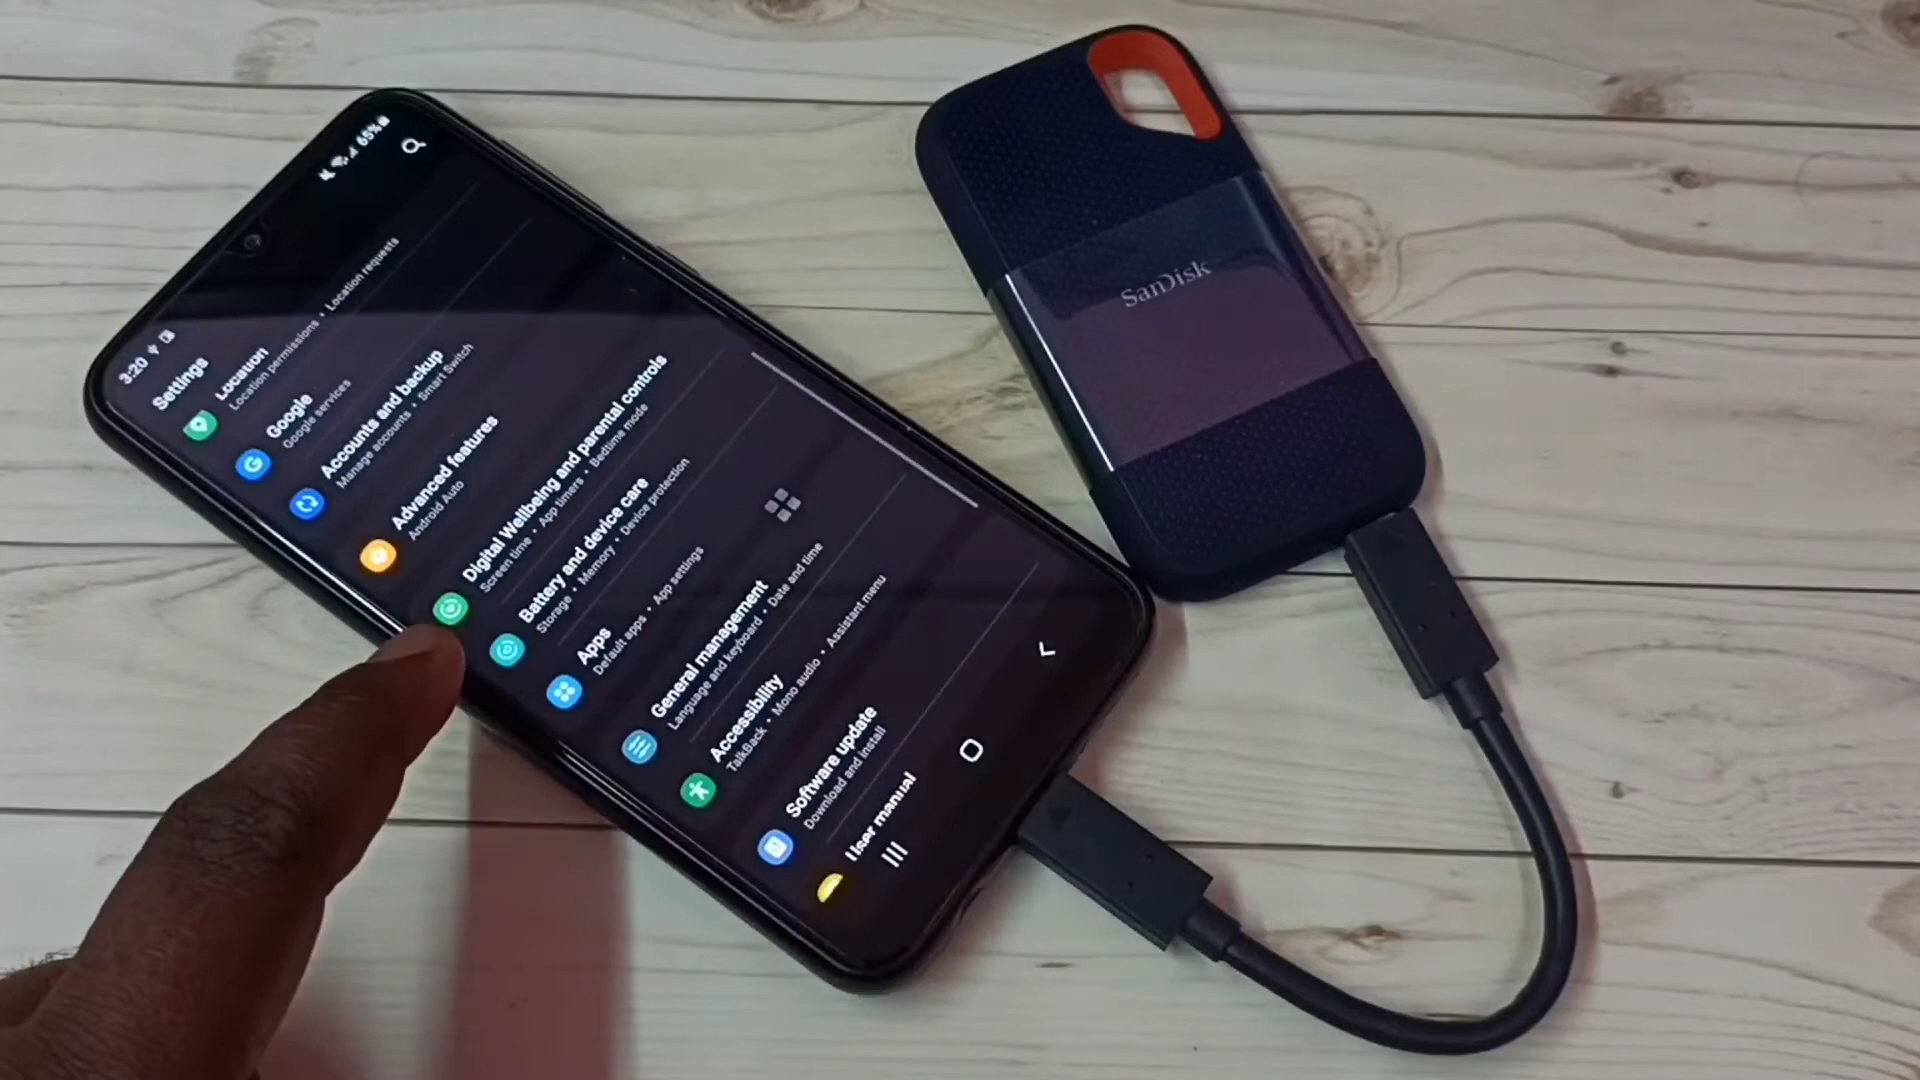 65%
3:20
Settings
Location
Location permissions • Location requests
Google
Google services
Accounts and backup
Manage accounts • Smart Switch
Advanced features
Android Auto
Digital Wellbeing and parental controls
Screen time • App timers • Bedtime mode
Battery and device care
Storage • Memory • Device protection
Apps
Default apps • App settings
General management
Language and keyboard • Date and time
Accessibility
TalkBack • Mono audio • Assistant menu
Software update
Download and install
User manual
SanDisk